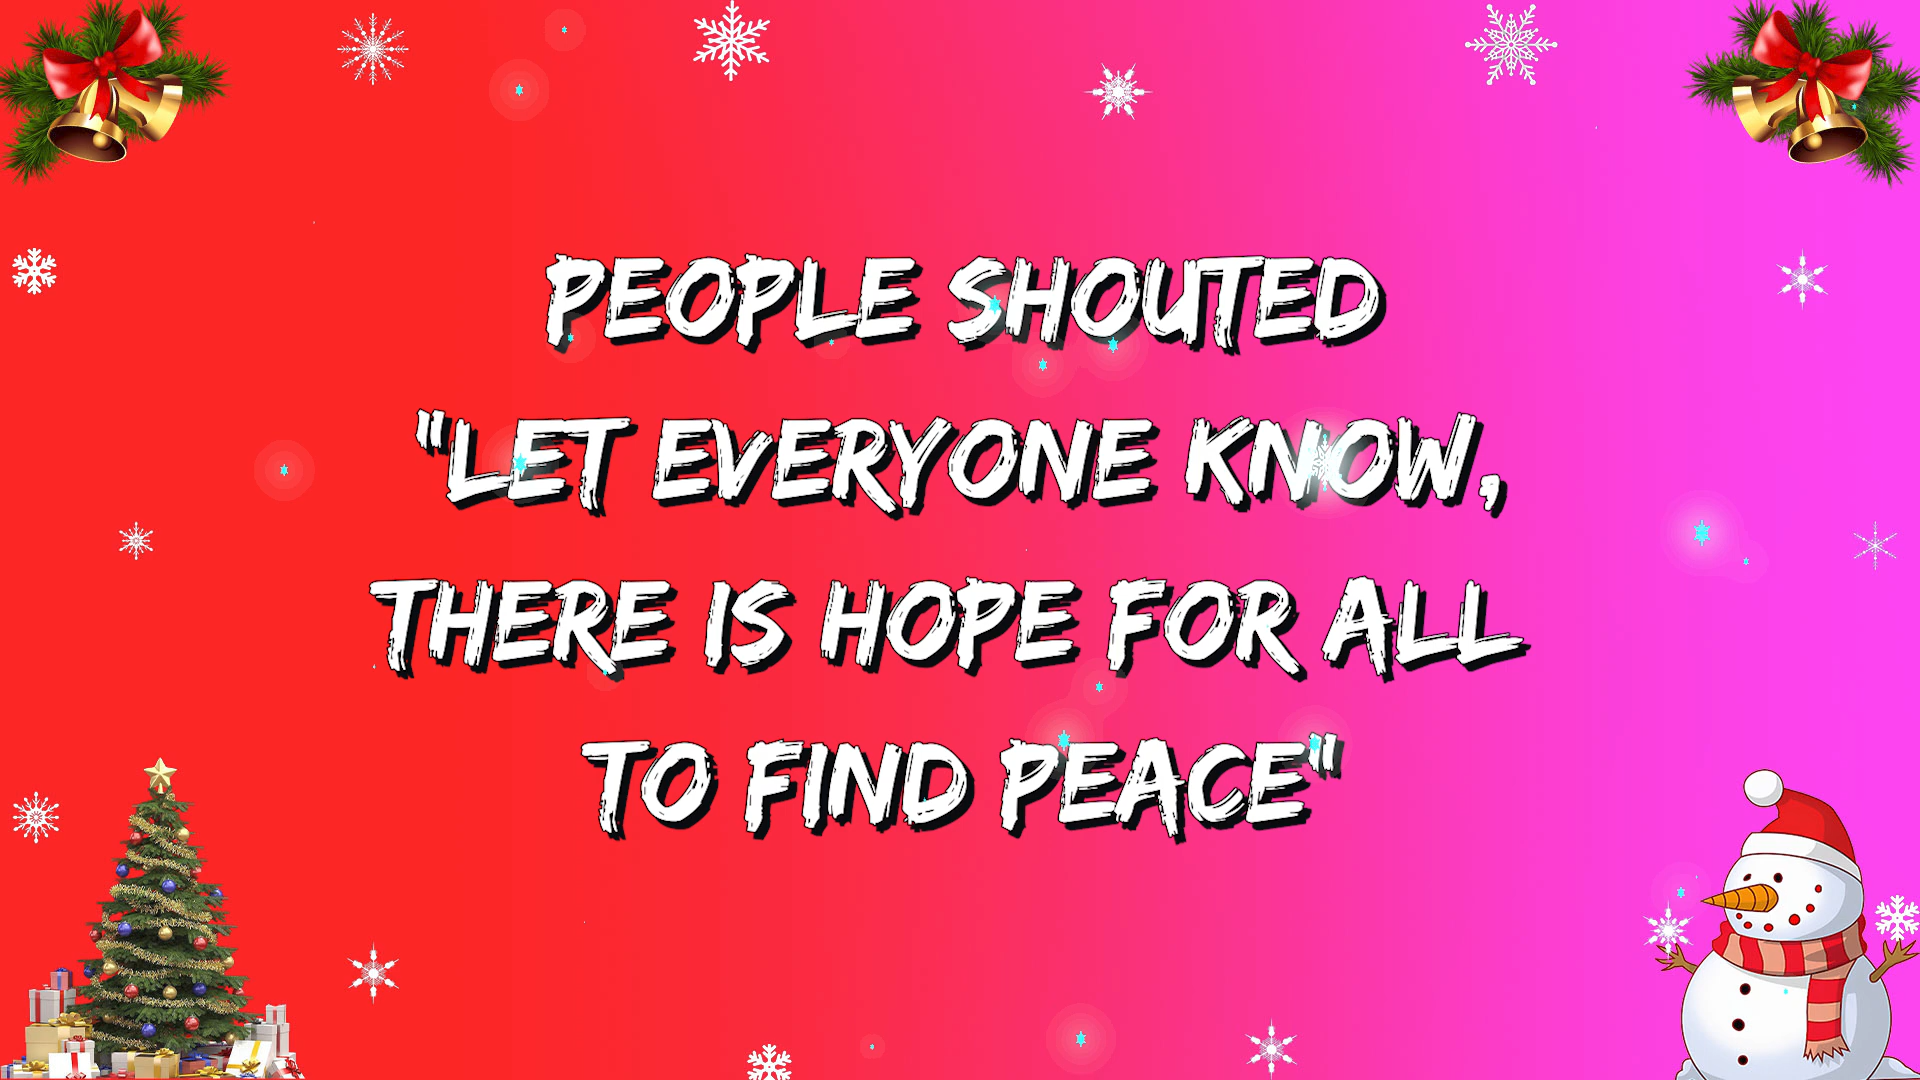 PEOPLE SHOUTED
"LET EVERYONE KNOW,
THERE IS HOPE FOR ALL
TO FIND PEACE"